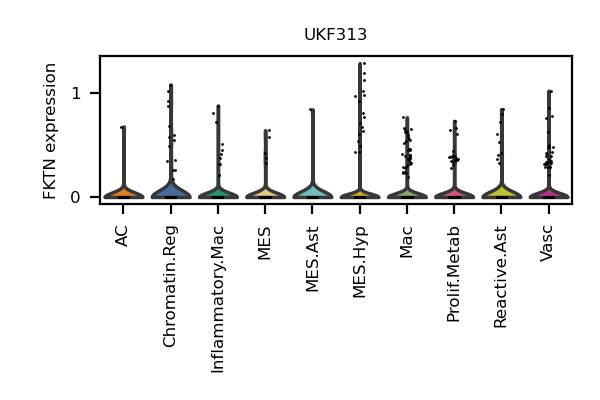 UKF313
FKTN expression
1
0
AC
Chromatin.Reg
Inflammatory.Mac
MES
MES.Ast
MES.Hyp
Mac
Prolif.Metab
Reactive.Ast
Vasc